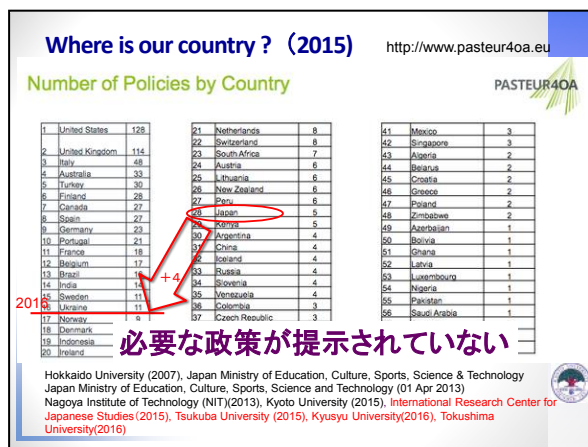 Where is our country ? (2015)
http://www.pasteur4oa.eu
Number of Policies by Country
PASTEUR4OA
1 United States 128
2 United Kingdom 114
3 Italy 48
4 Australia 33
5 Turkey 30
6 Finland 28
7 Canada 27
8 Spain 27
9 Germany 23
10 Portugal 21
11 France 18
12 Belgium 17
13 Brazil
14 India 14
15 Sweden 11
16 Ukraine 11
17 Norway 9
18 Denmark
19 Indonesia
20 Ireland
21 Netherlands 8
22 Switzerland 8
23 South Africa 7
24 Austria 6
25 Lithuania 6
26 New Zealand 6
27 Peru 6
28 Japan 5
29 Kenya 5
30 Argentina 4
31 China 4
32 Iceland 4
33 Russia 4
34 Slovenia 4
35 Venezuela 4
36 Colombia 3
37 Czech Republic 3
41 Mexico 3
42 Singapore 3
43 Algeria 2
44 Belarus 2
45 Croatia 2
46 Greece 2
47 Poland 2
48 Zimbabwe 2
49 Azerbaijan 1
50 Bolivia 1
51 Ghana 1
52 Latvia 1
53 Luxembourg 1
54 Nigeria 1
55 Pakistan 1
56 Saudi Arabia 1
+4
2016
必要な政策が提示されていない
Hokkaido University (2007), Japan Ministry of Education, Culture, Sports, Science & Technology
Japan Ministry of Education, Culture, Sports, Science and Technology (01 Apr 2013)
Nagoya Institute of Technology (NIT)(2013), Kyoto University (2015), International Research Center for
Japanese Studies(2015), Tsukuba University (2015), Kyusyu University(2016), Tokushima
University(2016)